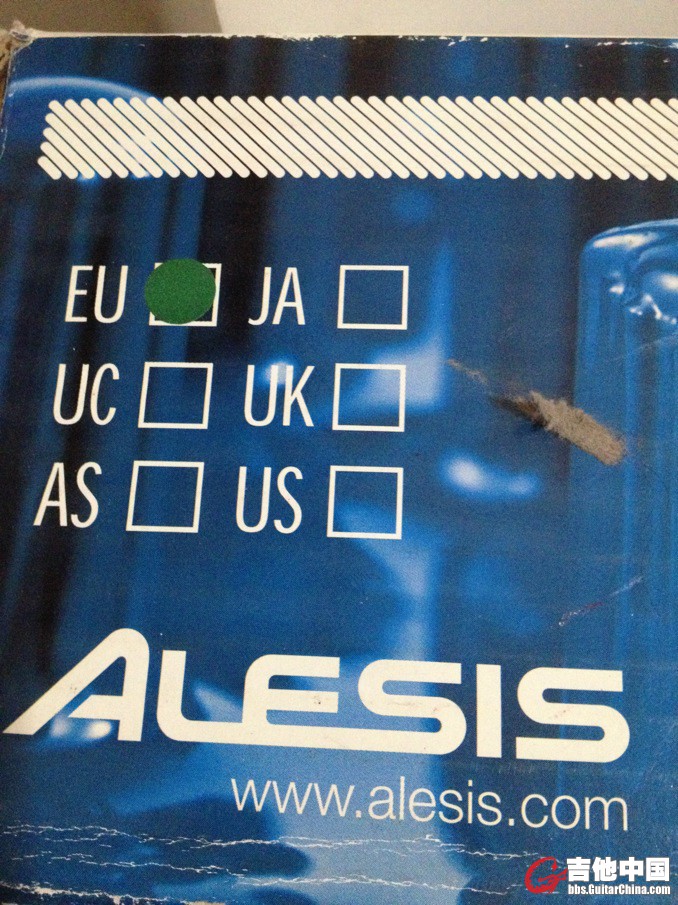 EU JA
UC UK
AS US
ALESIS
www.alesis.com
吉他中国
bbs.GuitarChina.com